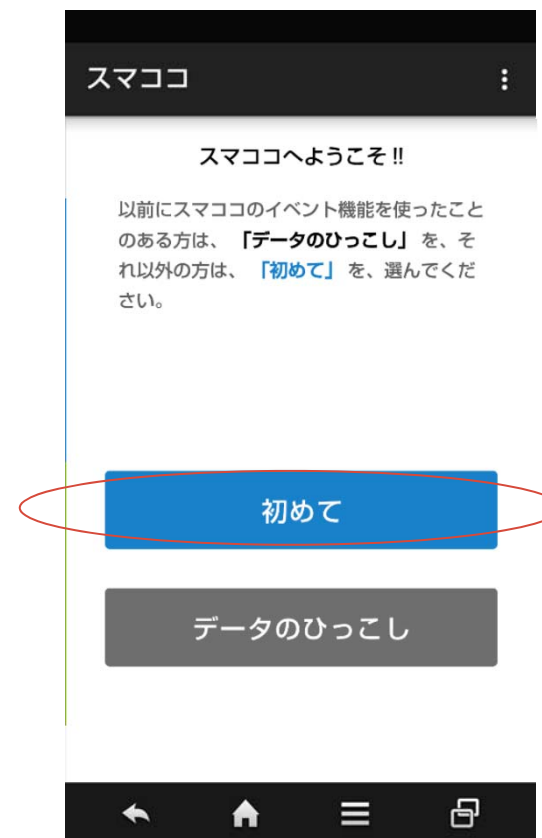 スマココ
スマココへようこそ!!
以前にスマココのイベント機能を使ったこと
のある方は、「データのひっこし」を、そ
れ以外の方は、「初めて」を、選んでくだ
さい。
初めて
データのひっこし